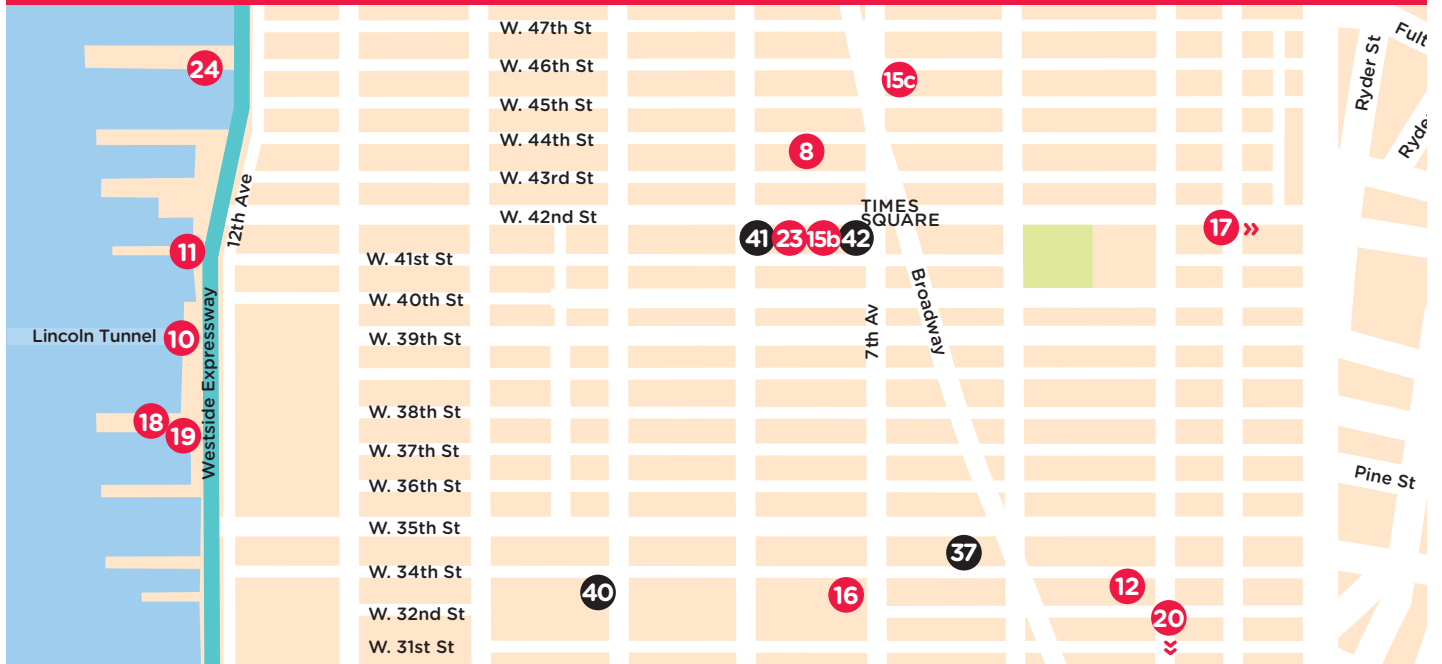 W. 47th St
Fult
24
W. 46th St
15c
Ryder St
W. 45th St
W. 44th St
8
Ryde
W. 43rd St
12th Ave
W. 42nd St
TIMES
SQUARE
17 »
41
23
15b
42
11
W. 41st St
W. 40th St
Broadway
Lincoln Tunnel
10
W. 39th St
7th Av
Westside Expressway
18
19
W. 38th St
W. 37th St
W. 36th St
Pine St
W. 35th St
37
W. 34th St
40
16
12
W. 32nd St
20
W. 31st St